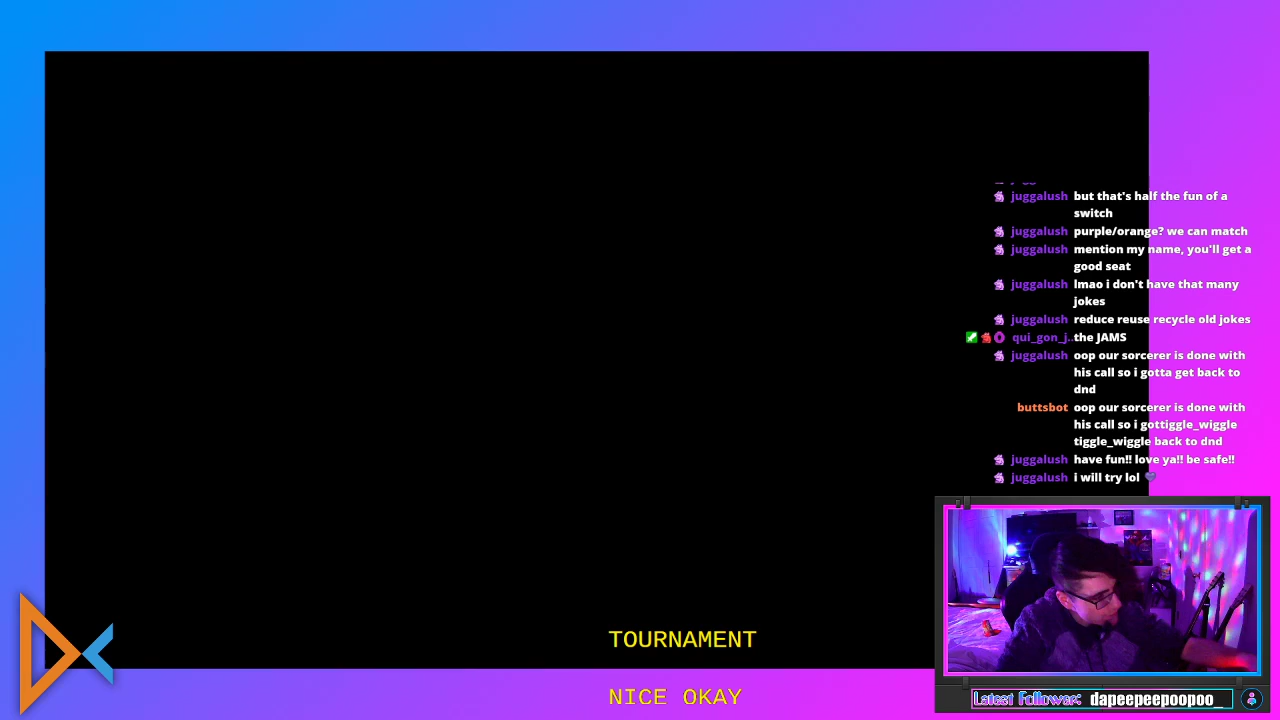 juggalush but that's half the fun of a
switch
juggalush purple/orange? we can match
juggalush mention my name, you'll get a
good seat
juggalush lmao i don't have that many
jokes
juggalush reduce reuse recycle old jokes
qui_gon_j.. the JAMS
juggalush oop our sorcerer is done with
his call so i gotta get back to
dnd
buttsbot oop our sorcerer is done with
his call so i gottiggle_wiggle
tiggle_wiggle back to dnd
juggalush have fun!! love ya!! be safe!!
juggalush i will try lol 💜
TOURNAMENT
NICE OKAY
Latest Follower: dapeepeepoopoo_